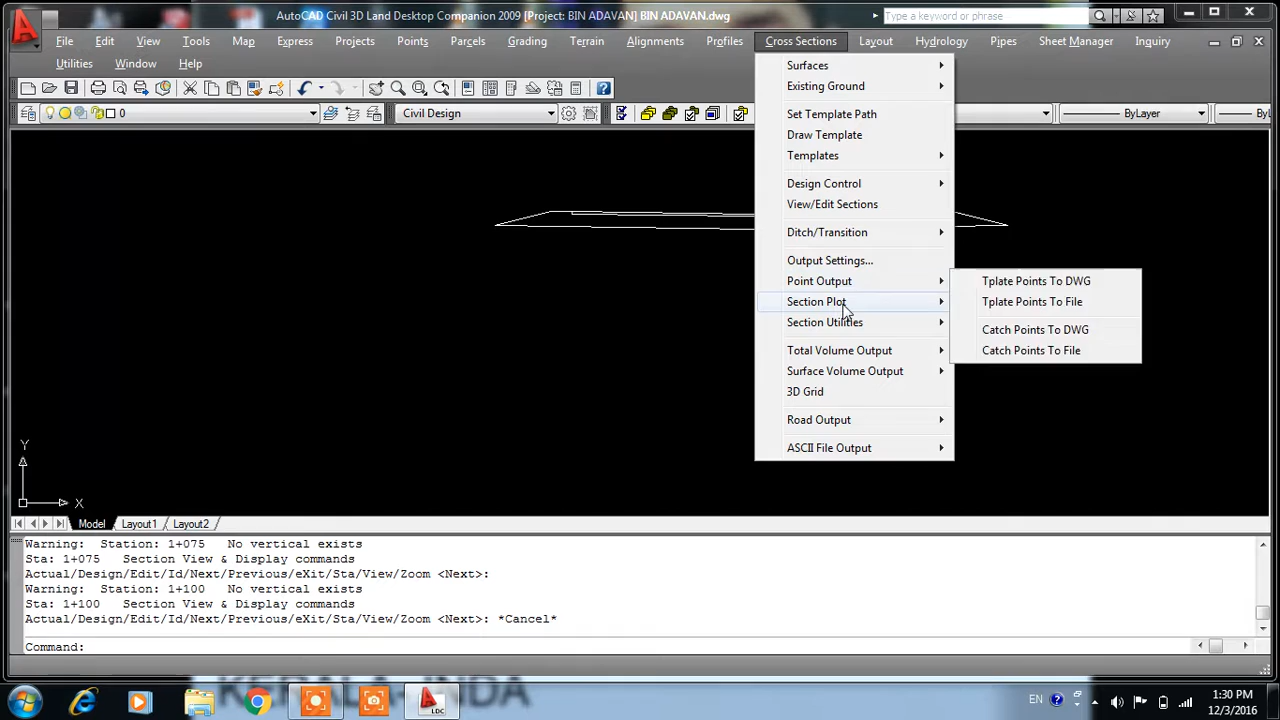 AutoCAD Civil 3D Land Desktop Companion 2009 [Project: BIN ADAVAN] BIN ADAVAN.dwg
Type a keyword or phrase
File Edit View Tools Map Express Projects Points Parcels Grading Terrain Alignments Profiles Cross Sections Layout Hydrology Pipes Sheet Manager Inquiry
Utilities Window Help
0
Civil Design
ByLayer
ByL
Surfaces
Existing Ground
Set Template Path
Draw Template
Templates
Design Control
View/Edit Sections
Ditch/Transition
Output Settings...
Point Output
Section Plot
Section Utilities
Total Volume Output
Surface Volume Output
3D Grid
Road Output
ASCII File Output
Tplate Points To DWG
Tplate Points To File
Catch Points To DWG
Catch Points To File
Y
X
Model Layout1 Layout2
Warning: Station: 1+075 No vertical exists
Sta: 1+075 Section View & Display commands
Actual/Design/Edit/Id/Next/Previous/eXit/Sta/View/Zoom <Next>:
Warning: Station: 1+100 No vertical exists
Sta: 1+100 Section View & Display commands
Actual/Design/Edit/Id/Next/Previous/eXit/Sta/View/Zoom <Next>: *Cancel*
Command:
KERALA-INDA
LDC
EN
1:30 PM
12/3/2016